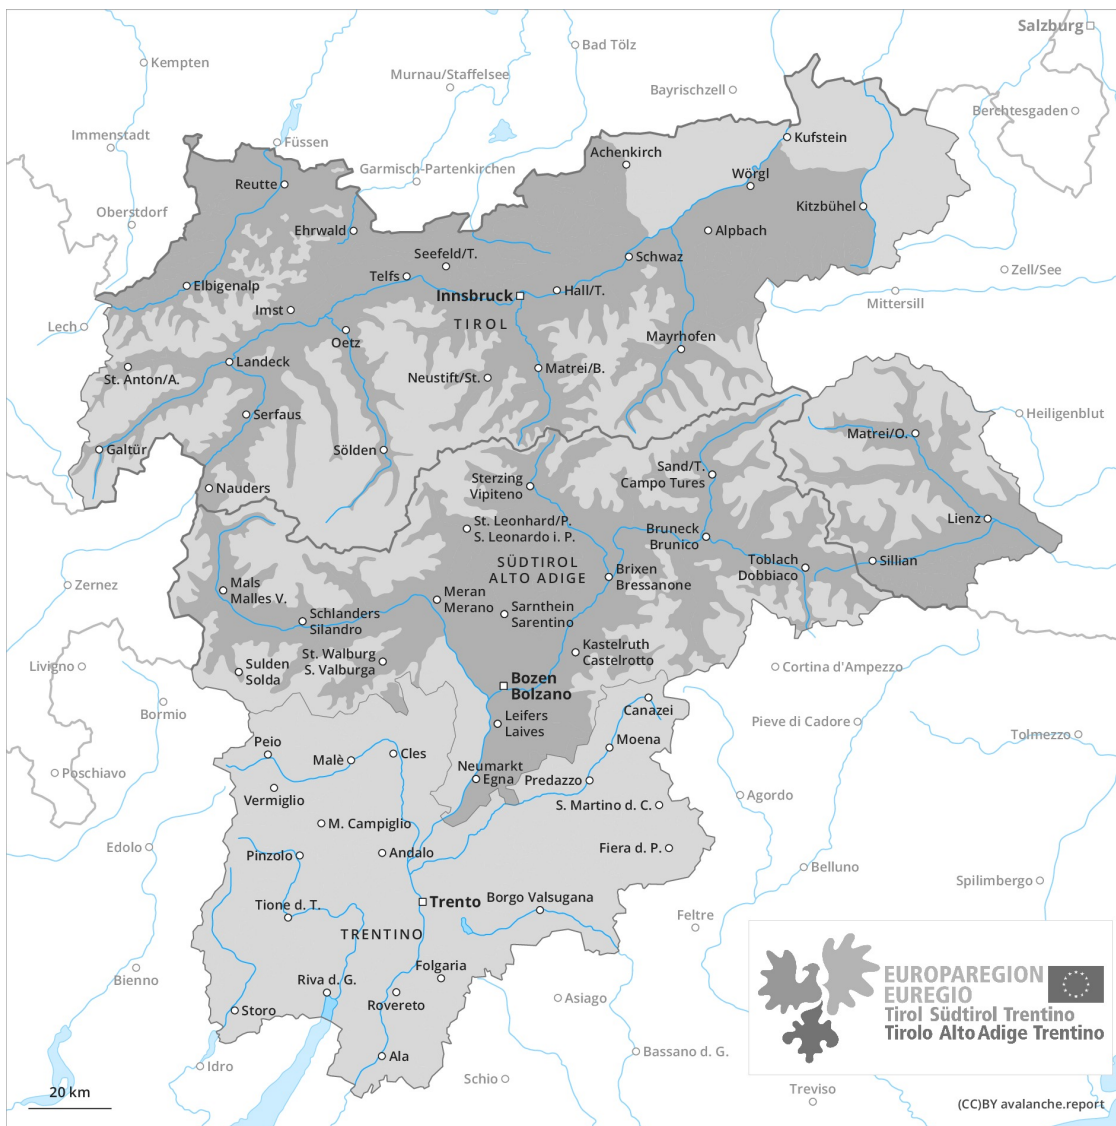 Salzburg
Bad Tölz
Kempten
Murnau/Staffelsee
Bayrischzell
Berchtesgaden
Immenstadt
Füssen
Kufstein
Achenkirch
Garmisch-Partenkirchen
Wörgl
Reutte
Kitzbühel
Oberstdorf
Ehrwald
Alpbach
Seefeld/T.
Schwaz
Zell/See
Telfs
Elbigenalp
Hall/T.
Innsbruck
Mittersill
Imst
TIROL
Lech
Oetz
Mayrhofen
Landeck
Matrei/B.
St. Anton/A.
Neustift/St.
Serfaus
Heiligenblut
Matrei/O.
Galtür
Sölden
Sand/T.
Campo Tures
Sterzing
Vipiteno
Nauders
Lienz
St. Leonhard/P.
S. Leonardo i. P.
Bruneck
Brunico
SÜDTIROL
ALTO ADIGE
Toblach
Dobbiaco
Sillian
Brixen
Bressanone
Zernez
Mals
Malles V.
Meran
Merano
Sarnthein
Sarentino
Schlanders
Silandro
Kastelruth
Castelrotto
St. Walburg
S. Valburga
Livigno
Sulden
Solda
Cortina d'Ampezzo
Bozen
Bolzano
Bormio
Canazei
Leifers
Laives
Pieve di Cadore
Tolmezzo
Moena
Peio
Cles
Malè
Poschiavo
Neumarkt
Egna
Predazzo
Vermiglio
Agordo
S. Martino d. C.
M. Campiglio
Edolo
Pinzolo
Andalo
Fiera d. P.
Belluno
Spilimbergo
Trento
Borgo Valsugana
Tione d. T.
Feltre
TRENTINO
Folgaria
Bienno
Riva d. G.
Rovereto
Asiago
Storo
EUROPAREGION
EUREGIO
Tirol Südtirol Trentino
Tirolo Alto Adige Trentino
Ala
Bassano d. G.
Idro
Schio
Treviso
20 km
(CC)BY avalanche.report